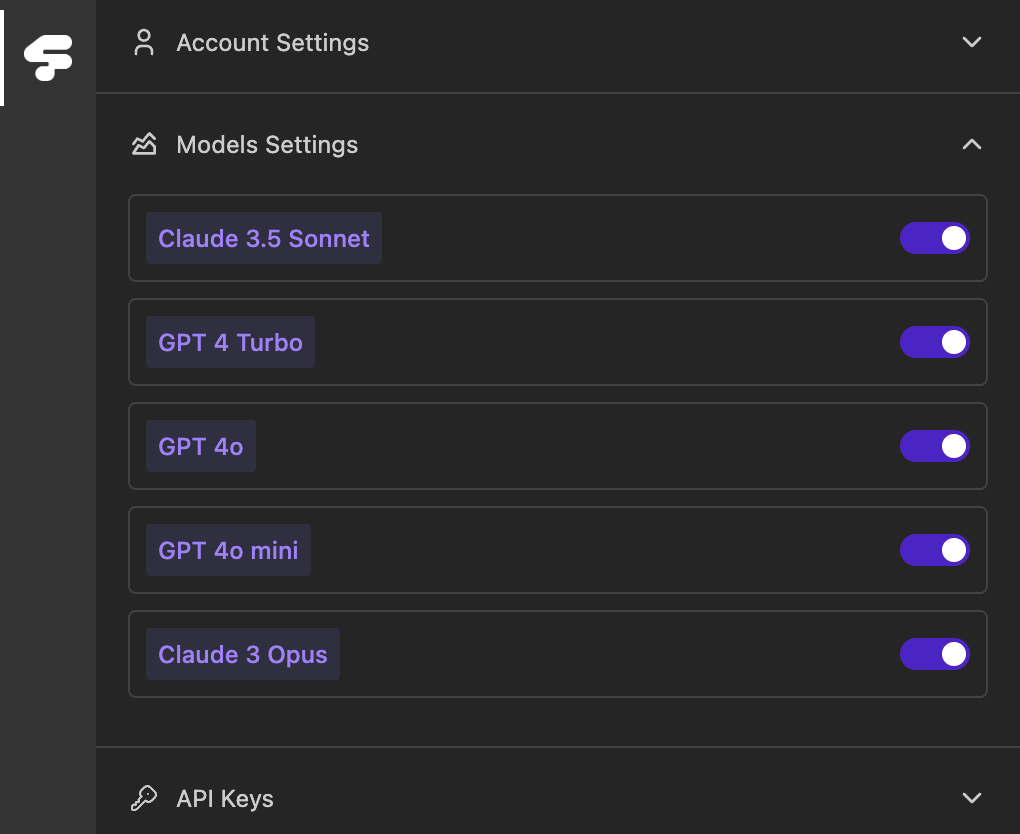 Account Settings
Models Settings
Claude 3.5 Sonnet
GPT 4 Turbo
GPT 4o
GPT 4o mini
Claude 3 Opus
API Keys